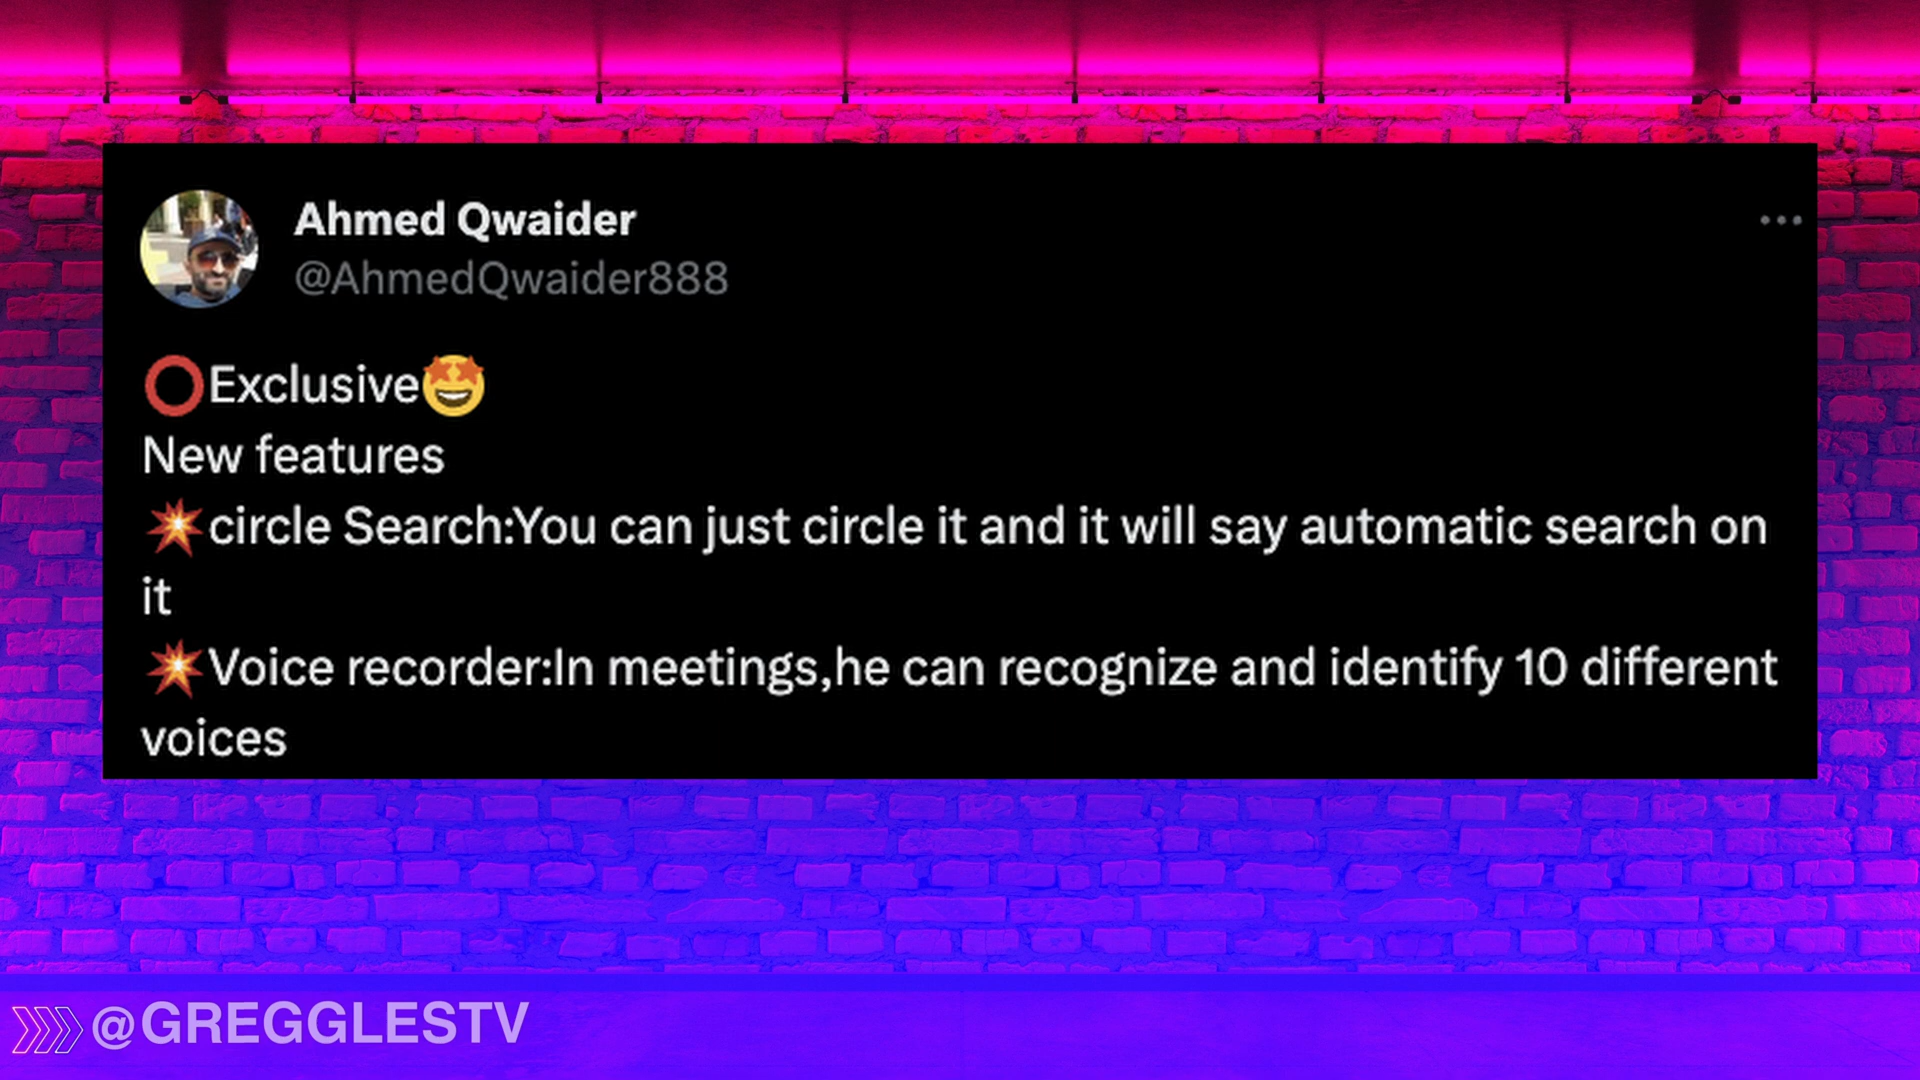 Ahmed Qwaider
@AhmedQwaider888
⭕Exclusive🤩
New features
💥circle Search:You can just circle it and it will say automatic search on
it
💥Voice recorder:In meetings,he can recognize and identify 10 different
voices
@GREGGLESTV